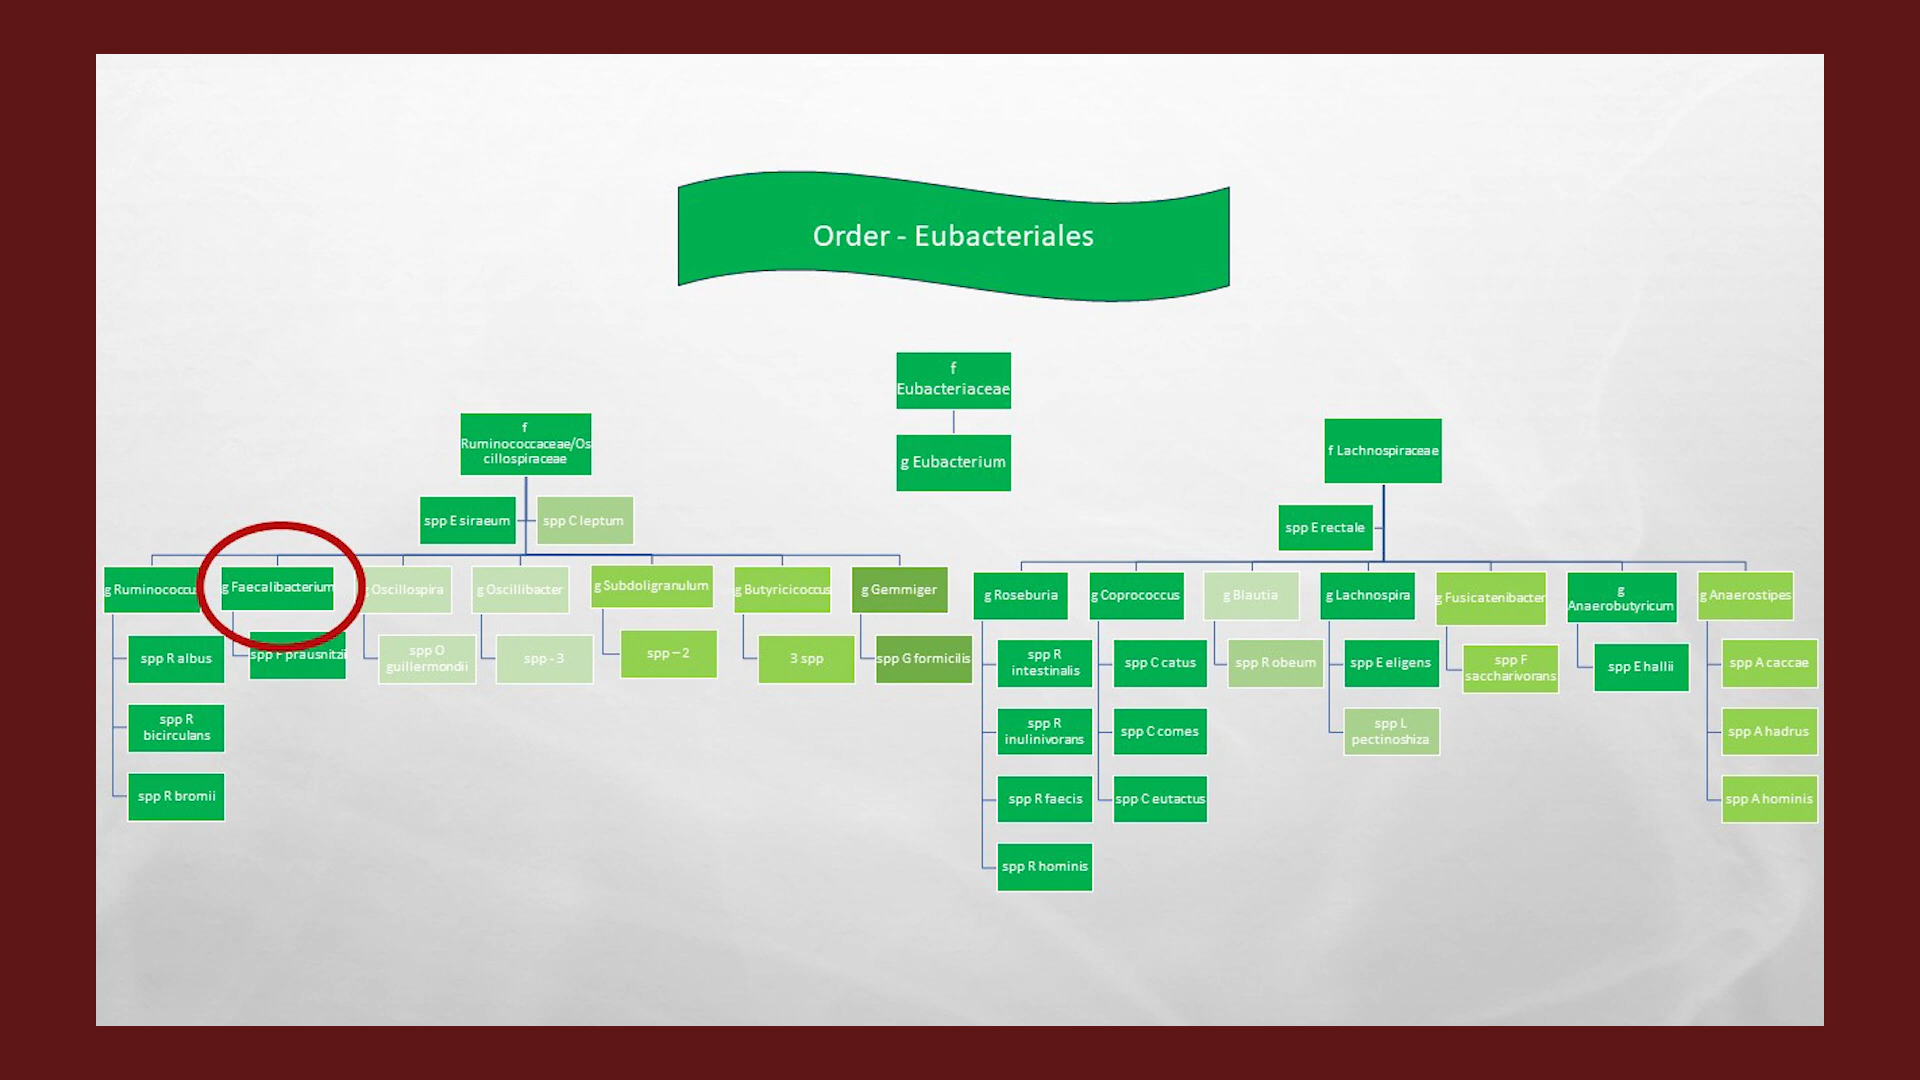 Order - Eubacteriales
f
Eubacteriaceae
g Eubacterium
f
Ruminococcaceae/Os
cillospiraceae
spp E siraeum
spp C leptum
g Ruminococcus
spp R albus
spp R
bicirculans
spp R bromii
g Faecalibacterium
spp F prausnitzii
g Oscillospira
spp O
guillermondii
g Oscillibacter
spp - 3
g Subdoligranulum
spp – 2
g Butyricicoccus
3 spp
g Gemmiger
spp G formicilis
f Lachnospiraceae
spp E rectale
g Roseburia
spp R
intestinalis
spp R
inulinivorans
spp R faecis
spp R hominis
g Coprococcus
spp C catus
spp C comes
spp C eutactus
g Blautia
spp R obeum
g Lachnospira
spp E eligens
spp L
pectinoshiza
g Fusicatenibacter
spp F
saccharivorans
g
Anaerobutyricum
spp E hallii
g Anaerostipes
spp A caccae
spp A hadrus
spp A hominis